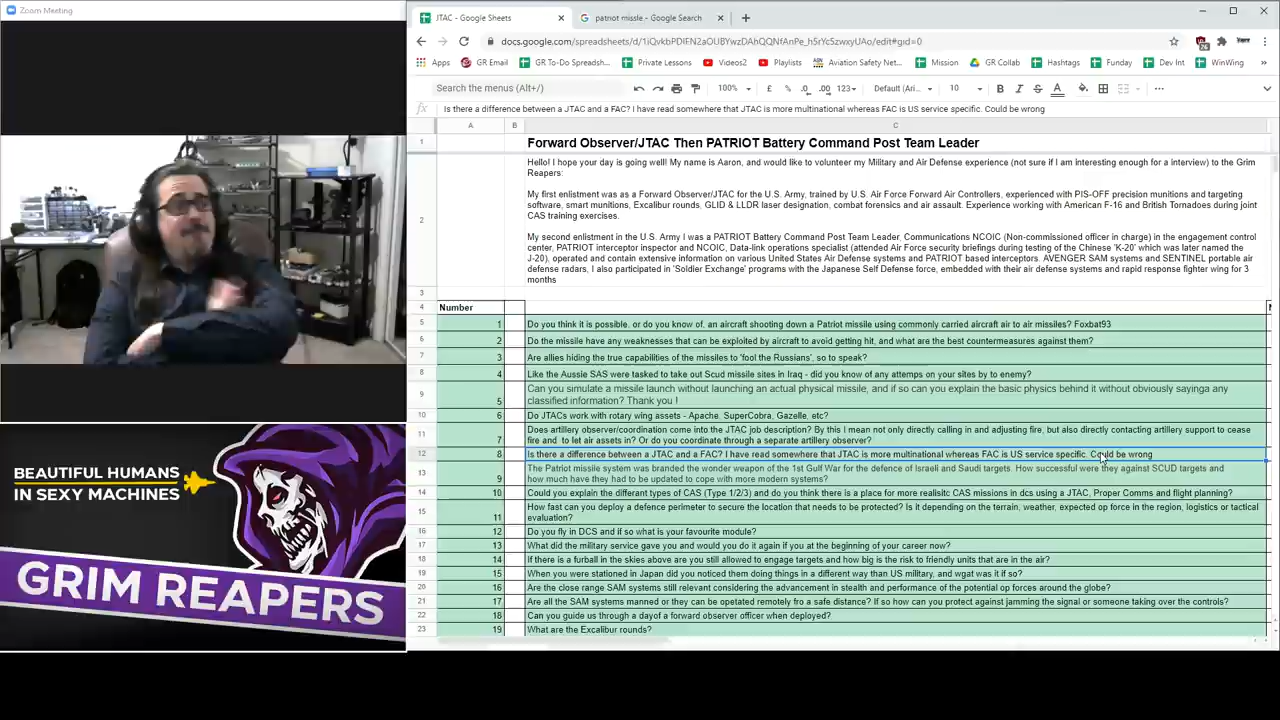 Zoom Meeting
JTAC - Google Sheets
patriot missle - Google Search
Apps
GR Email
GR To-Do Spreadsh...
Private Lessons
Videos2
Playlists
Aviation Safety Net...
Mission
GR Collab
Hashtags
Funday
Dev Int
WinWing
Search the menus (Alt+/)
100%
£
%
.0
.00
123
Default (Ari...
10
B
I
S
A
fx
Is there a difference between a JTAC and a FAC? I have read somewhere that JTAC is more multinational whereas FAC is US service specific. Could be wrong
A
B
C
1
Forward Observer/JTAC Then PATRIOT Battery Command Post Team Leader
2
Hello! I hope your day is going well! My name is Aaron, and would like to volunteer my Military and Air Defense experience (not sure if I am interesting enough for a interview) to the Grim
Reapers:
My first enlistment was as a Forward Observer/JTAC for the U.S. Army, trained by U.S. Air Force Forward Air Controllers, experienced with PIS-OFF precision munitions and targeting
software, smart munitions, Excalibur rounds, GLID & LLDR laser designation, combat forensics and air assault. Experience working with American F-16 and British Tornadoes during joint
CAS training exercises.
My second enlistment in the U.S. Army I was a PATRIOT Battery Command Post Team Leader, Communications NCOIC (Non-commissioned officer in charge) in the engagement control
center, PATRIOT interceptor inspector and NCOIC, Data-link operations specialist (attended Air Force security briefings during testing of the Chinese 'K-20' which was later named the
J-20), operated and contain extensive information on various United States Air Defense systems and PATRIOT based interceptors. AVENGER SAM systems and SENTINEL portable air
defense radars, I also participated in 'Soldier Exchange' programs with the Japanese Self Defense force, embedded with their air defense systems and rapid response fighter wing for 3
months
3
4 Number
5 1 Do you think it is possible. or do you know of. an aircraft shooting down a Patriot missile using commonly carried aircraft air to air missiles? Foxbat93
6 2 Do the missile have any weaknesses that can be exploited by aircraft to avoid getting hit, and what are the best countermeasures against them?
7 3 Are allies hiding the true capabilities of the missiles to 'fool the Russians', so to speak?
8 4 Like the Aussie SAS were tasked to take out Scud missile sites in Iraq - did you know of any attemps on your sites by to enemy?
9 5 Can you simulate a missile launch without launching an actual physical missile, and if so can you explain the basic physics behind it without obviously sayinga any
classified information? Thank you !
10 6 Do JTACs work with rotary wing assets - Apache, SuperCobra, Gazelle, etc?
11 7 Does artillery observer/coordination come into the JTAC job description? By this I mean not only directly calling in and adjusting fire, but also directly contacting artillery support to cease
fire and to let air assets in? Or do you coordinate through a separate artillery observer?
12 8 Is there a difference between a JTAC and a FAC? I have read somewhere that JTAC is more multinational whereas FAC is US service specific. Could be wrong
13 9 The Patriot missile system was branded the wonder weapon of the 1st Gulf War for the defence of Israeli and Saudi targets. How successful were they against SCUD targets and
how much have they had to be updated to cope with more modern systems?
14 10 Could you explain the differant types of CAS (Type 1/2/3) and do you think there is a place for more realisitc CAS missions in dcs using a JTAC, Proper Comms and flight planning?
15 11 How fast can you deploy a defence perimeter to secure the location that needs to be protected? Is it depending on the terrain, weather, expected op force in the region, logistics or tactical
evaluation?
16 12 Do you fly in DCS and if so what is your favourite module?
17 13 What did the military service gave you and would you do it again if you at the beginning of your career now?
18 14 If there is a furball in the skies above are you still allowed to engage targets and how big is the risk to friendly units that are in the air?
19 15 When you were stationed in Japan did you noticed them doing things in a different way than US military, and wgat was it if so?
20 16 Are the close range SAM systems still relevant considering the advancement in stealth and performance of the potential op forces around the globe?
21 17 Are all the SAM systems manned or they can be opetated remotely fro a safe distance? If so how can you protect against jamming the signal or someone taking over the controls?
22 18 Can you guide us through a dayof a forward observer officer when deployed?
23 19 What are the Excalibur rounds?
BEAUTIFUL HUMANS
IN SEXY MACHINES
GRIM REAPERS